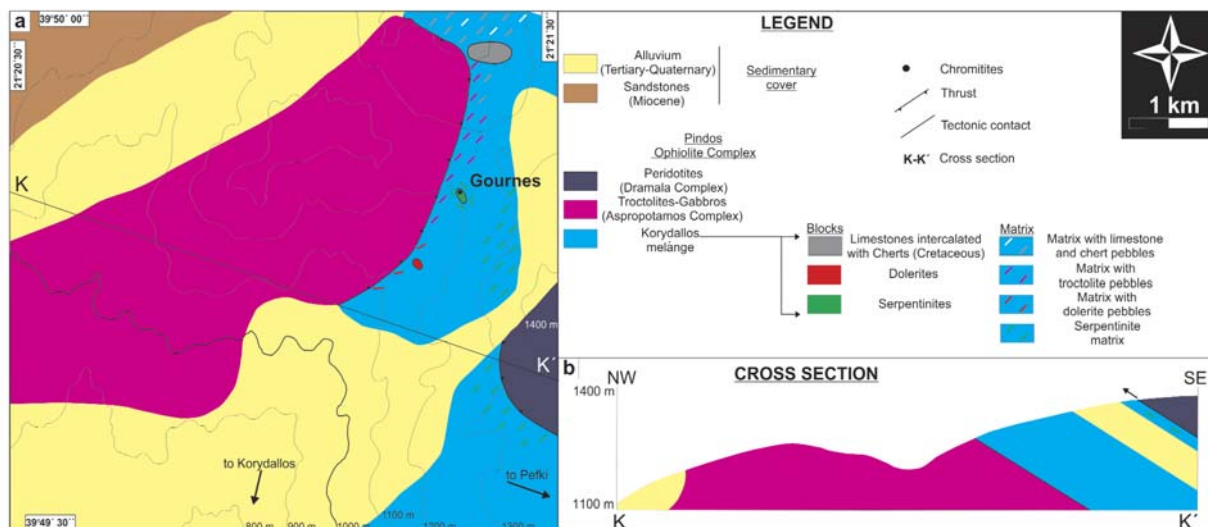 a
39°50´ 00´´
21°20´30´´
21°21´30´´
K
Gournes
1400 m
K´
to Korydallos
to Pefki
39°49´ 30´´
800 m
900 m
1000 m
1100 m
1200 m
1300 m
LEGEND
Alluvium
(Tertiary-Quaternary)
Sandstones
(Miocene)
Sedimentary
cover
Pindos
Ophiolite Complex
Peridotites
(Dramala Complex)
Troctolites-Gabbros
(Aspropotamos Complex)
Korydallos
melánge
Chromitites
Thrust
Tectonic contact
K-K´ Cross section
1 km
Blocks
Limestones intercalated
with Cherts (Cretaceous)
Dolerites
Serpentinites
Matrix
Matrix with limestone
and chert pebbles
Matrix with
troctolite pebbles
Matrix with
dolerite pebbles
Serpentinite
matrix
b
NW
CROSS SECTION
SE
1400 m
1100 m
K
K´